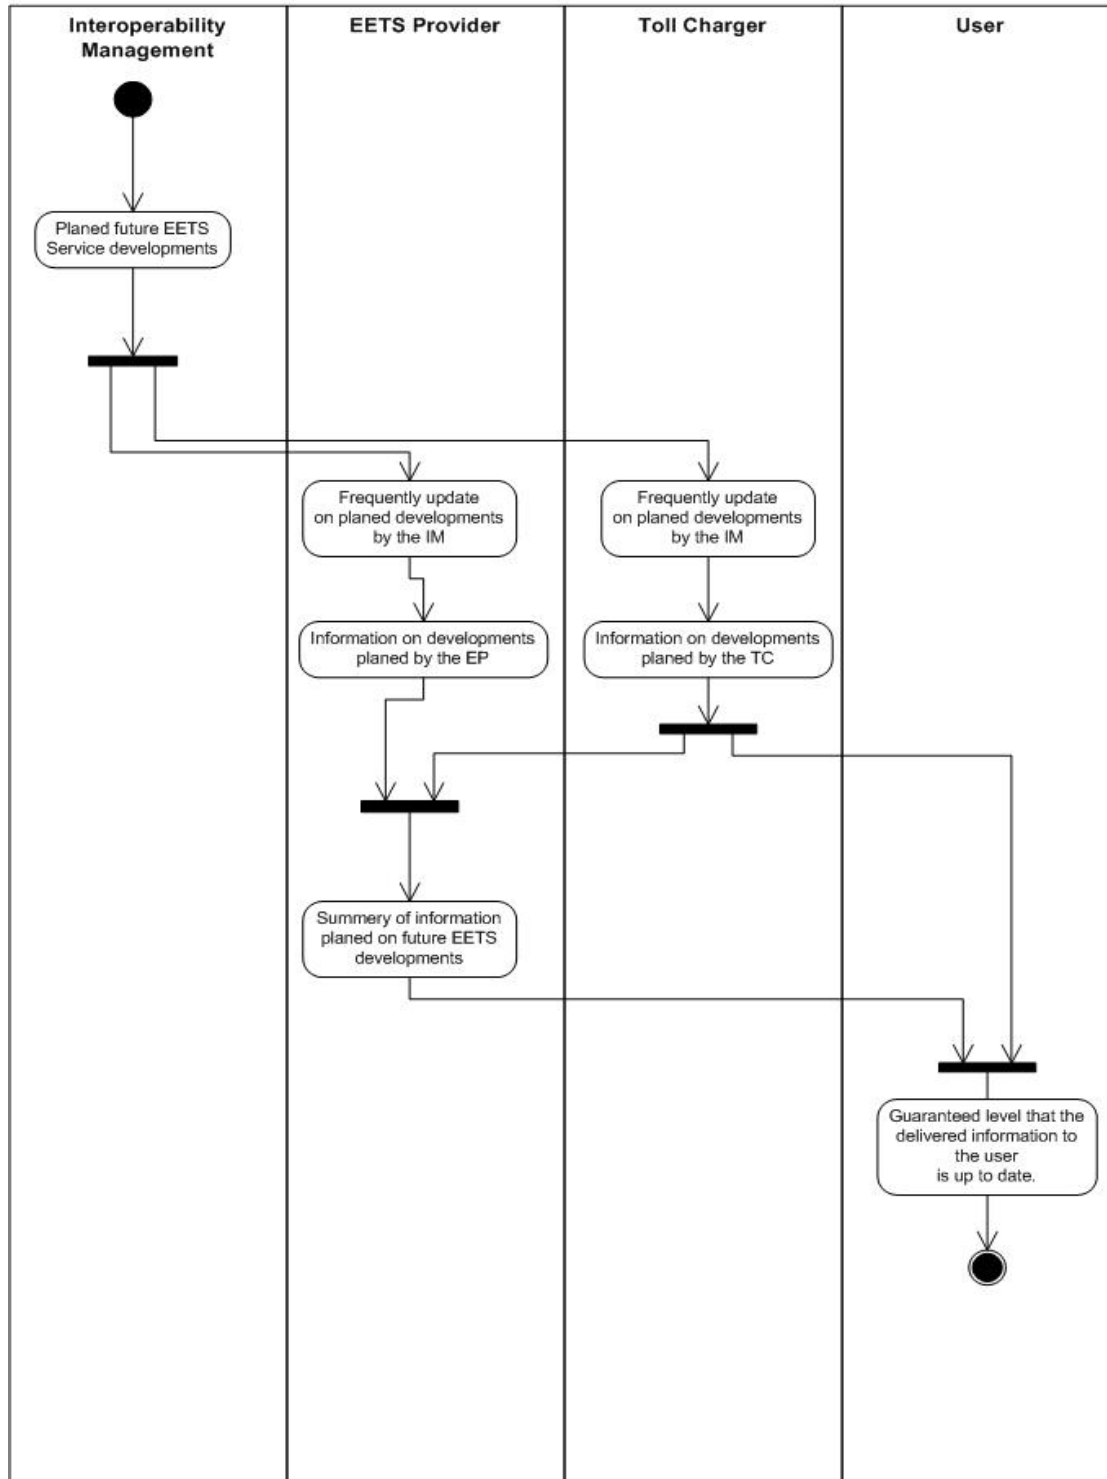 Interoperability
Management
EETS Provider
Toll Charger
User
Planed future EETS
Service developments
Frequently update
on planed developments
by the IM
Frequently update
on planed developments
by the IM
Information on developments
planed by the EP
Information on developments
planed by the TC
Summery of information
planed on future EETS
developments
Guaranteed level that the
delivered information to
the user
is up to date.